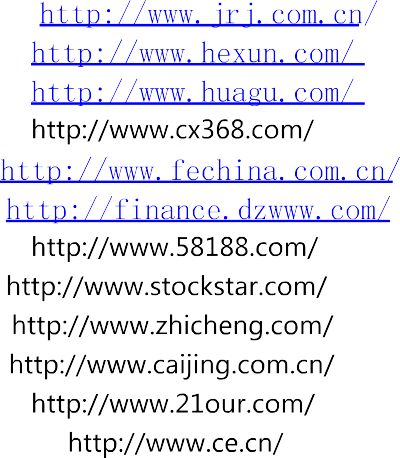 http://www.jrj.com.cn/
http://www.hexun.com/
http://www.huagu.com/
http://www.cx368.com/
http://www.fechina.com.cn/
http://finance.dzwww.com/
http://www.58188.com/
http://www.stockstar.com/
http://www.zhicheng.com/
http://www.caijing.com.cn/
http://www.21our.com/
http://www.ce.cn/